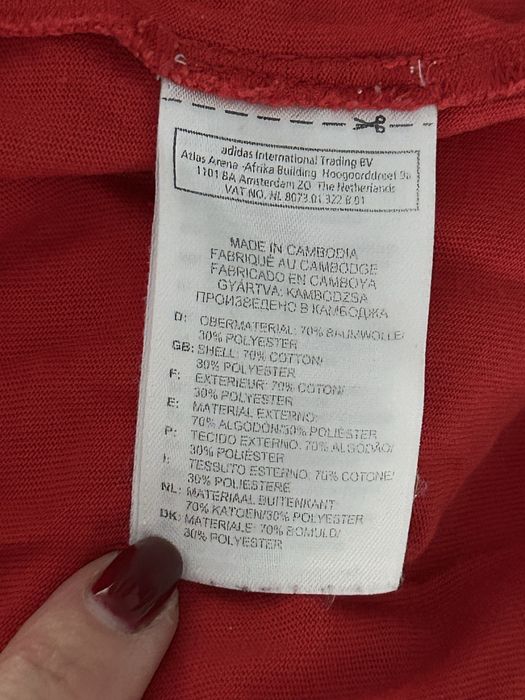 adidas International Trading BV
Atlas Arena -Afrika Building Hoogoorddreef 9a
1101 BA Amsterdam ZO The Netherlands
VAT NO. NL 8073.01.322 B 01
MADE IN CAMBODIA
FABRIQUÉ AU CAMBODGE
FABRICADO EN CAMBOYA
GYÁRTVA: KAMBODZSA
ПРОИЗВЕДЕНО В КАМБОДЖА
D: OBERMATERIAL: 70% BAUMWOLLE/
30% POLYESTER
GB: SHELL: 70% COTTON/
30% POLYESTER
F: EXTERIEUR: 70% COTON/
30% POLYESTER
E: MATERIAL EXTERNO:
70% ALGODÓN/30% POLIÉSTER
P: TECIDO EXTERNO: 70% ALGODÃO/
30% POLIÉSTER
I: TESSUTO ESTERNO: 70% COTONE/
30% POLIESTERE
NL: MATERIAAL BUITENKANT
70% KATOEN/30% POLYESTER
DK: MATERIALE: 70% BOMULD/
30% POLYESTER